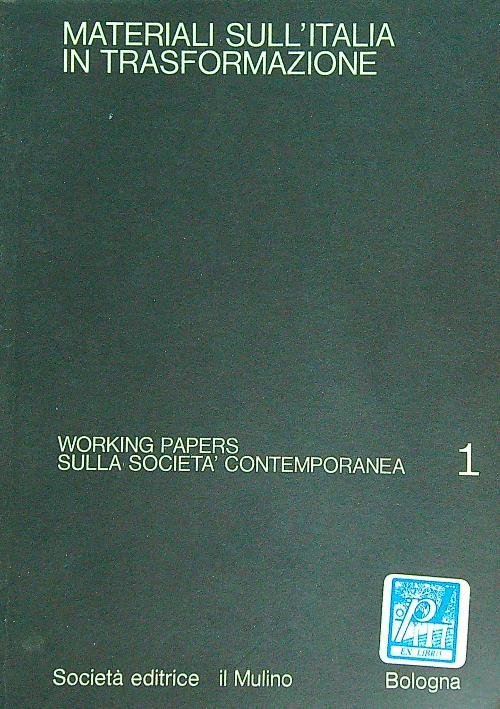 MATERIALI SULL'ITALIA
IN TRASFORMAZIONE
WORKING PAPERS
SULLA SOCIETA' CONTEMPORANEA 1
EX LIBRIS
Società editrice il Mulino Bologna